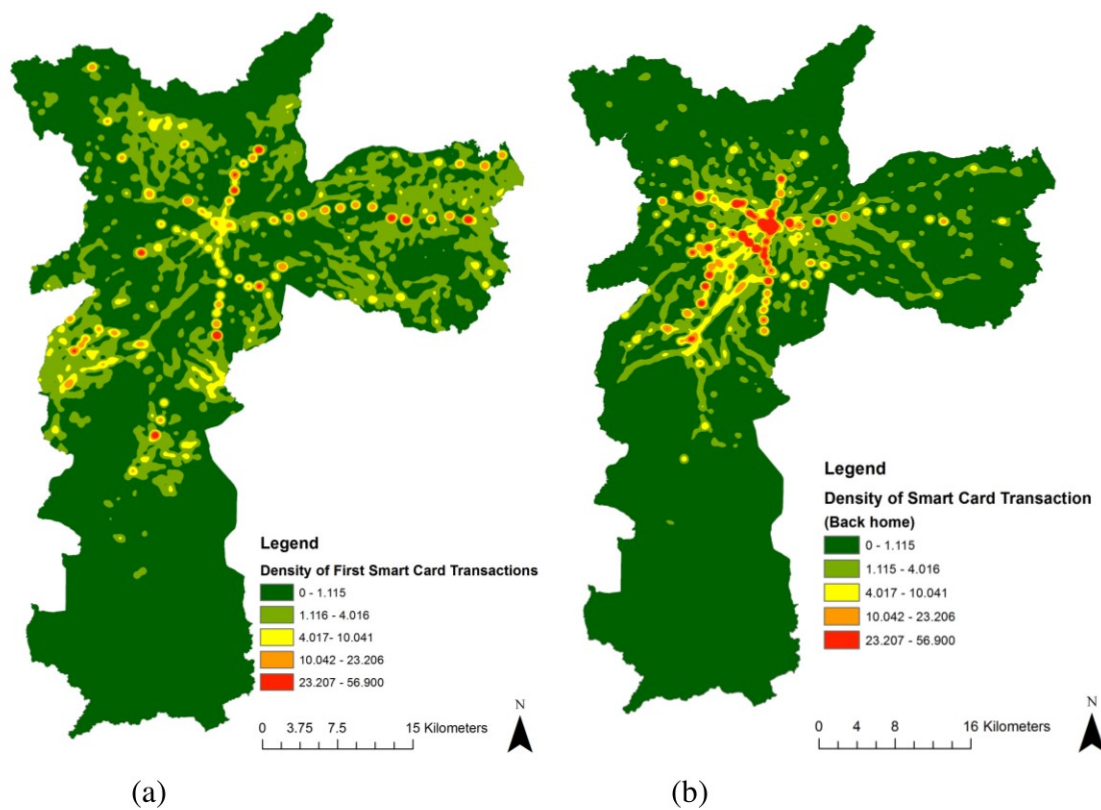 Legend
Density of First Smart Card Transactions
0 - 1.115
1.116 - 4.016
4.017- 10.041
10.042 - 23.206
23.207 - 56.900
0 3.75 7.5 15 Kilometers
N
(a)
Legend
Density of Smart Card Transaction
(Back home)
0 - 1.115
1.115 - 4.016
4.017 - 10.041
10.042 - 23.206
23.207 - 56.900
0 4 8 16 Kilometers
N
(b)